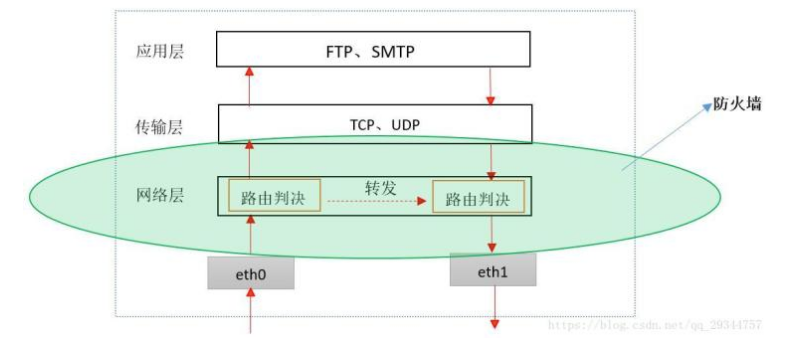 应用层
FTP、SMTP
防火墙
传输层
TCP、UDP
网络层
路由判决
转发
路由判决
eth0
eth1
https://blog.csdn.net/qq_29344757